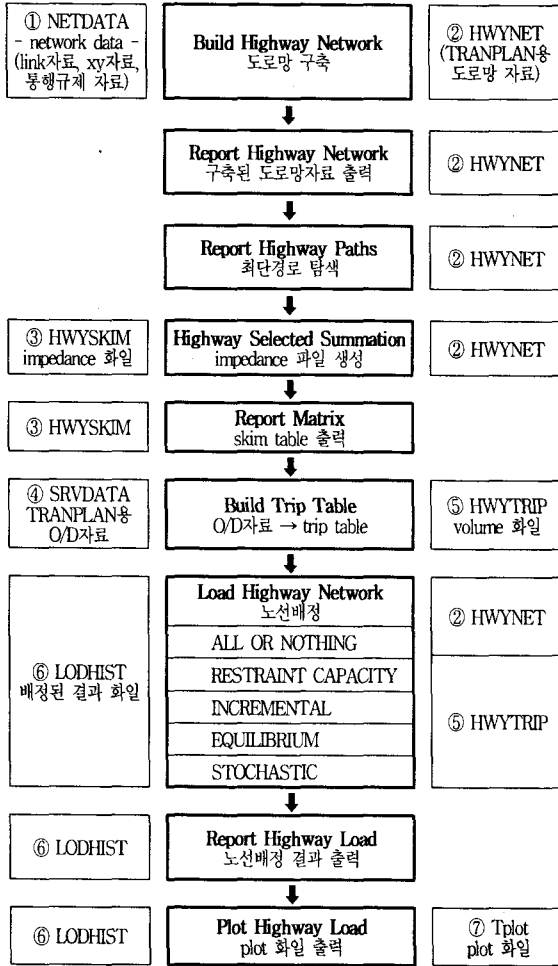 ① NETDATA
- network data -
(link자료, xy자료,
통행규제 자료)
Build Highway Network
도로망 구축
② HWYNET
(TRANPLAN용
도로망 자료)
Report Highway Network
구축된 도로망자료 출력
② HWYNET
Report Highway Paths
최단경로 탐색
② HWYNET
③ HWYSKIM
impedance 화일
Highway Selected Summation
impedance 파일 생성
② HWYNET
③ HWYSKIM
Report Matrix
skim table 출력
④ SRVDATA
TRANPLAN용
O/D자료
Build Trip Table
O/D자료 → trip table
⑤ HWYTRIP
volume 화일
⑥ LODHIST
배정된 결과 화일
Load Highway Network
노선배정
ALL OR NOTHING
RESTRAINT CAPACITY
INCREMENTAL
EQUILIBRIUM
STOCHASTIC
② HWYNET
⑤ HWYTRIP
⑥ LODHIST
Report Highway Load
노선배정 결과 출력
⑥ LODHIST
Plot Highway Load
plot 화일 출력
⑦ Tplot
plot 화일